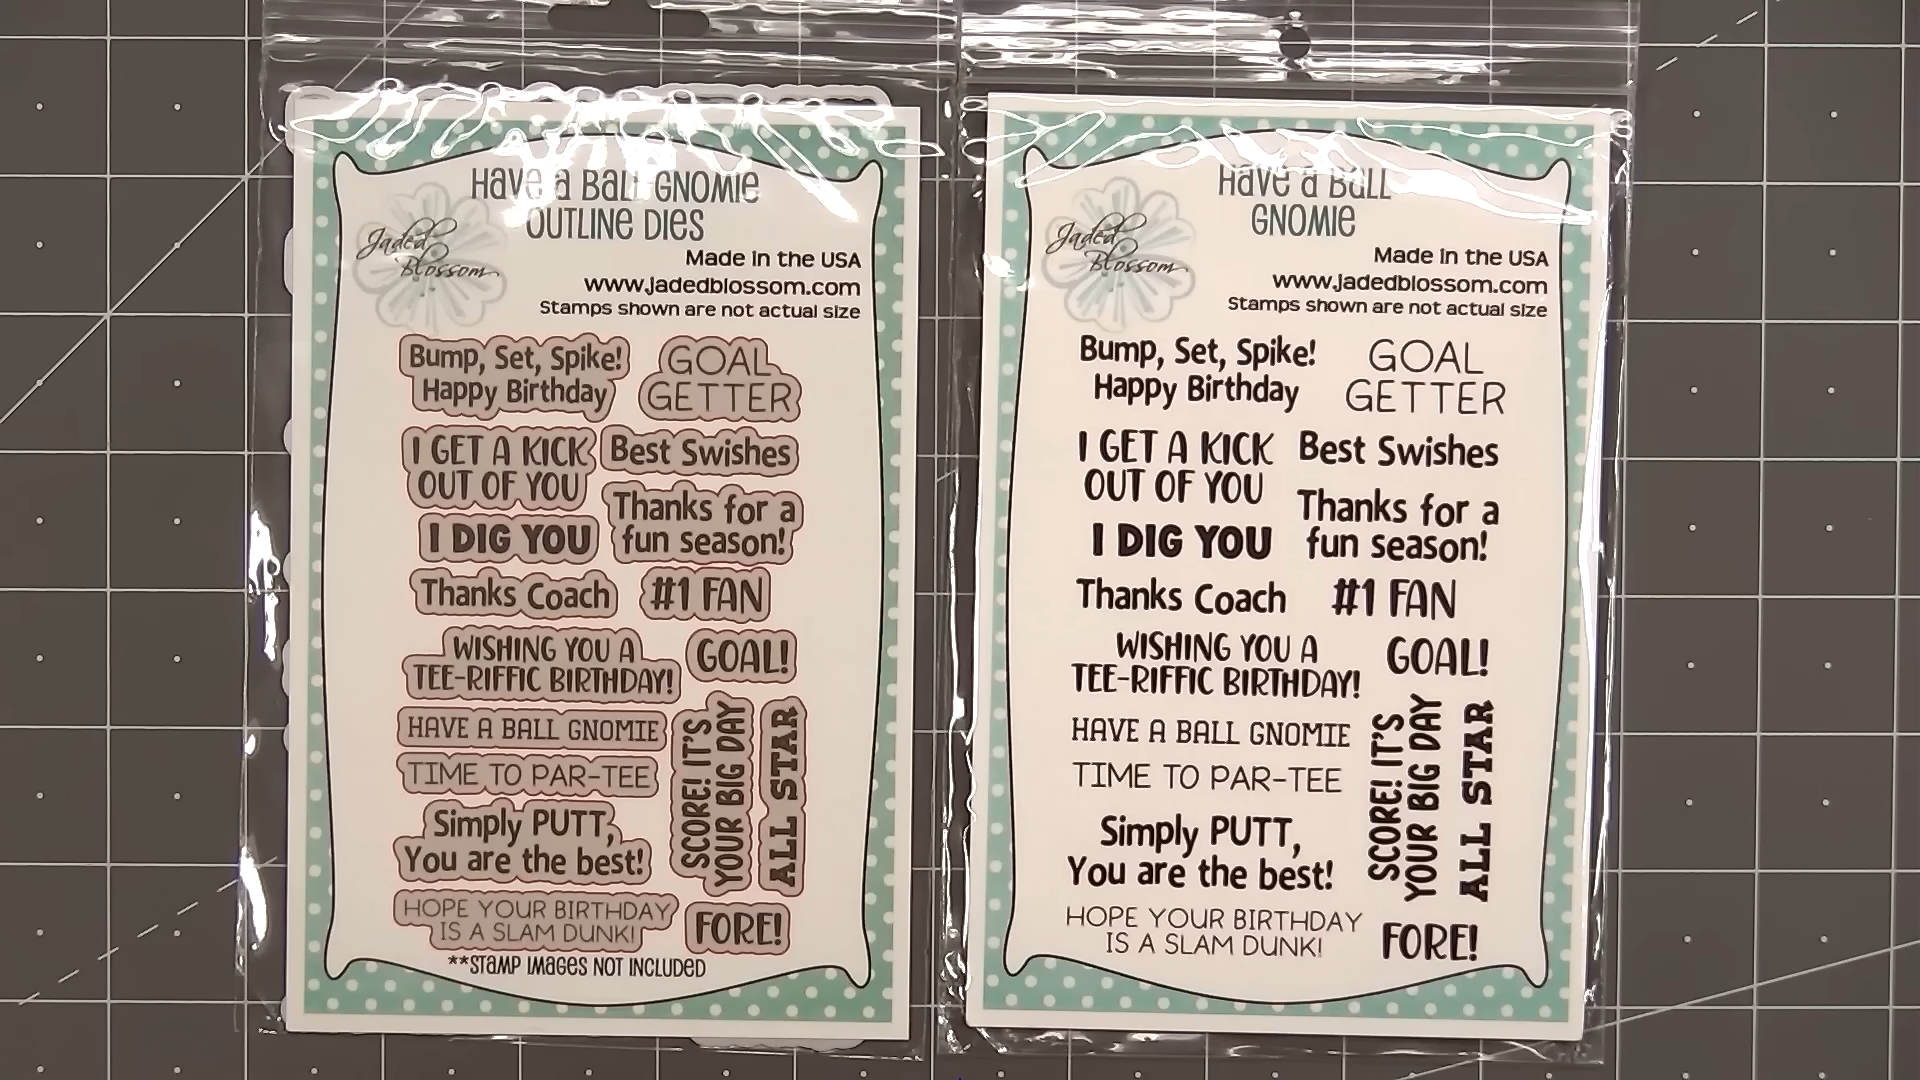 Have a Ball Gnomie
Outline Dies
Jaded
Blossom
Made in the USA
www.jadedblossom.com
Stamps shown are not actual size
Bump, Set, Spike!
Happy Birthday
GOAL
GETTER
I GET A KICK
OUT OF YOU
Best Swishes
I DIG YOU
Thanks for a
fun season!
Thanks Coach
#1 FAN
WISHING YOU A
TEE-RIFFIC BIRTHDAY!
GOAL!
HAVE A BALL GNOMIE
TIME TO PAR-TEE
SCORE! IT'S
YOUR BIG DAY
ALL STAR
Simply PUTT,
You are the best!
HOPE YOUR BIRTHDAY
IS A SLAM DUNK!
FORE!
**Stamp images not included
Have a Ball
Gnomie
Jaded
Blossom
Made in the USA
www.jadedblossom.com
Stamps shown are not actual size
Bump, Set, Spike!
Happy Birthday
GOAL
GETTER
I GET A KICK
OUT OF YOU
Best Swishes
I DIG YOU
Thanks for a
fun season!
Thanks Coach
#1 FAN
WISHING YOU A
TEE-RIFFIC BIRTHDAY!
GOAL!
HAVE A BALL GNOMIE
TIME TO PAR-TEE
SCORE! IT'S
YOUR BIG DAY
ALL STAR
Simply PUTT,
You are the best!
HOPE YOUR BIRTHDAY
IS A SLAM DUNK!
FORE!